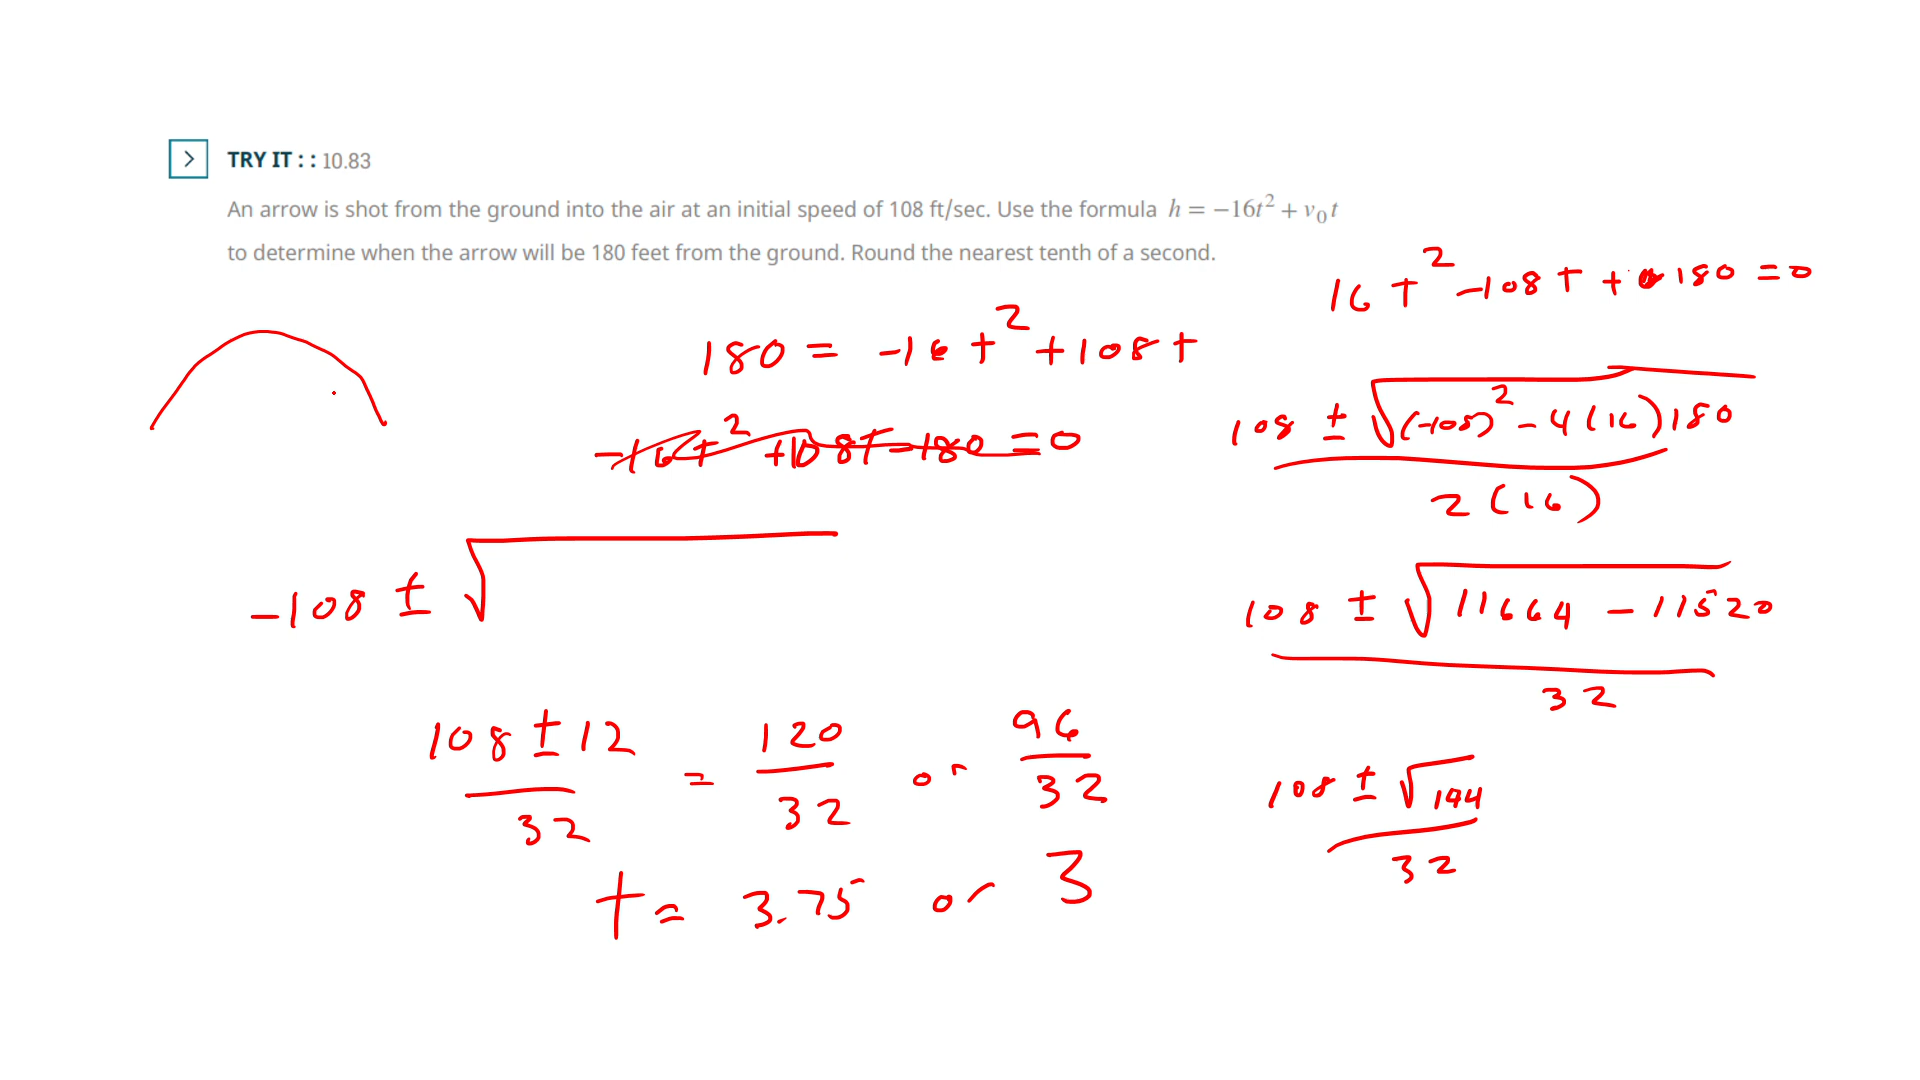 > TRY IT : : 10.83
An arrow is shot from the ground into the air at an initial speed of 108 ft/sec. Use the formula h = −16t² + v₀t
to determine when the arrow will be 180 feet from the ground. Round the nearest tenth of a second.
16t² -108t + 180 = 0
180 = -16t² + 108t
-16t² + 108t - 180 = 0
108 ± √(-108)² - 4(16)180
2(16)
-108 ± √
108 ± √11664 - 11520
32
108 ± 12 = 120 or 96
32 32 32
108 ± √144
32
t = 3.75 or 3